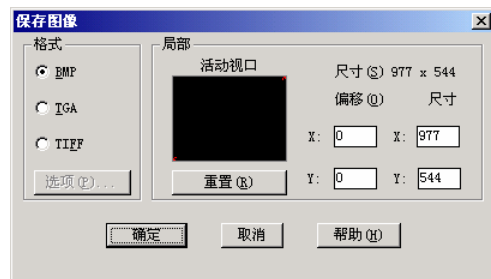 保存图像
格式
BMP
TGA
TIFF
选项(P)...
局部
活动视口
重置(R)
尺寸(S) 977 x 544
偏移(O) 尺寸
X: 0 X: 977
Y: 0 Y: 544
确定 取消 帮助(H)